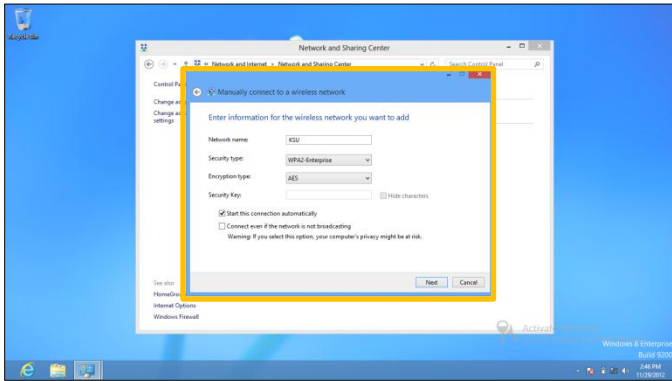 Recycle Bin
Network and Sharing Center
Network and Internet
Network and Sharing Center
Search Control Panel
Control Pa
Manually connect to a wireless network
Change ad
Change ad
settings
Enter information for the wireless network you want to add
Network name:
KSU
Security type:
WPA2-Enterprise
Encryption type:
AES
Security Key:
Hide characters
Start this connection automatically
Connect even if the network is not broadcasting
Warning: If you select this option, your computer's privacy might be at risk.
Next
Cancel
See also
HomeGro
Internet Options
Windows Firewall
Windows 8 Enterprise
Build 9200
2:46 PM
11/29/2012